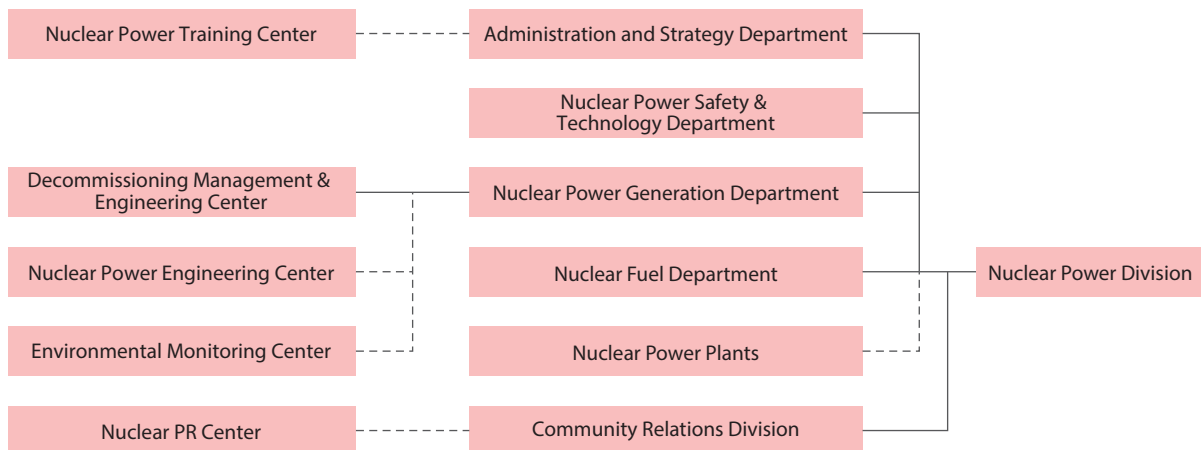 Nuclear Power Training Center
Administration and Strategy Department
Nuclear Power Safety &
Technology Department
Decommissioning Management &
Engineering Center
Nuclear Power Generation Department
Nuclear Power Engineering Center
Nuclear Fuel Department
Nuclear Power Division
Environmental Monitoring Center
Nuclear Power Plants
Nuclear PR Center
Community Relations Division